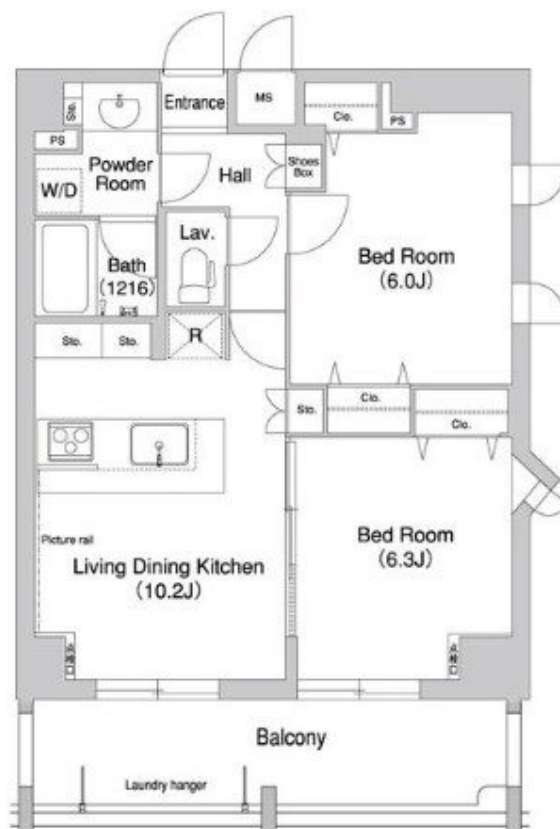 Entrance
MS
Sto.
Clo.
PS
PS
Powder
Room
Hall
Shoes
Box
W/D
Lav.
Bath
(1216)
Bed Room
(6.0J)
Sto.
Sto.
R
Sto.
Clo.
Clo.
Picture rail
Living Dining Kitchen
(10.2J)
Bed Room
(6.3J)
Balcony
Laundry hanger